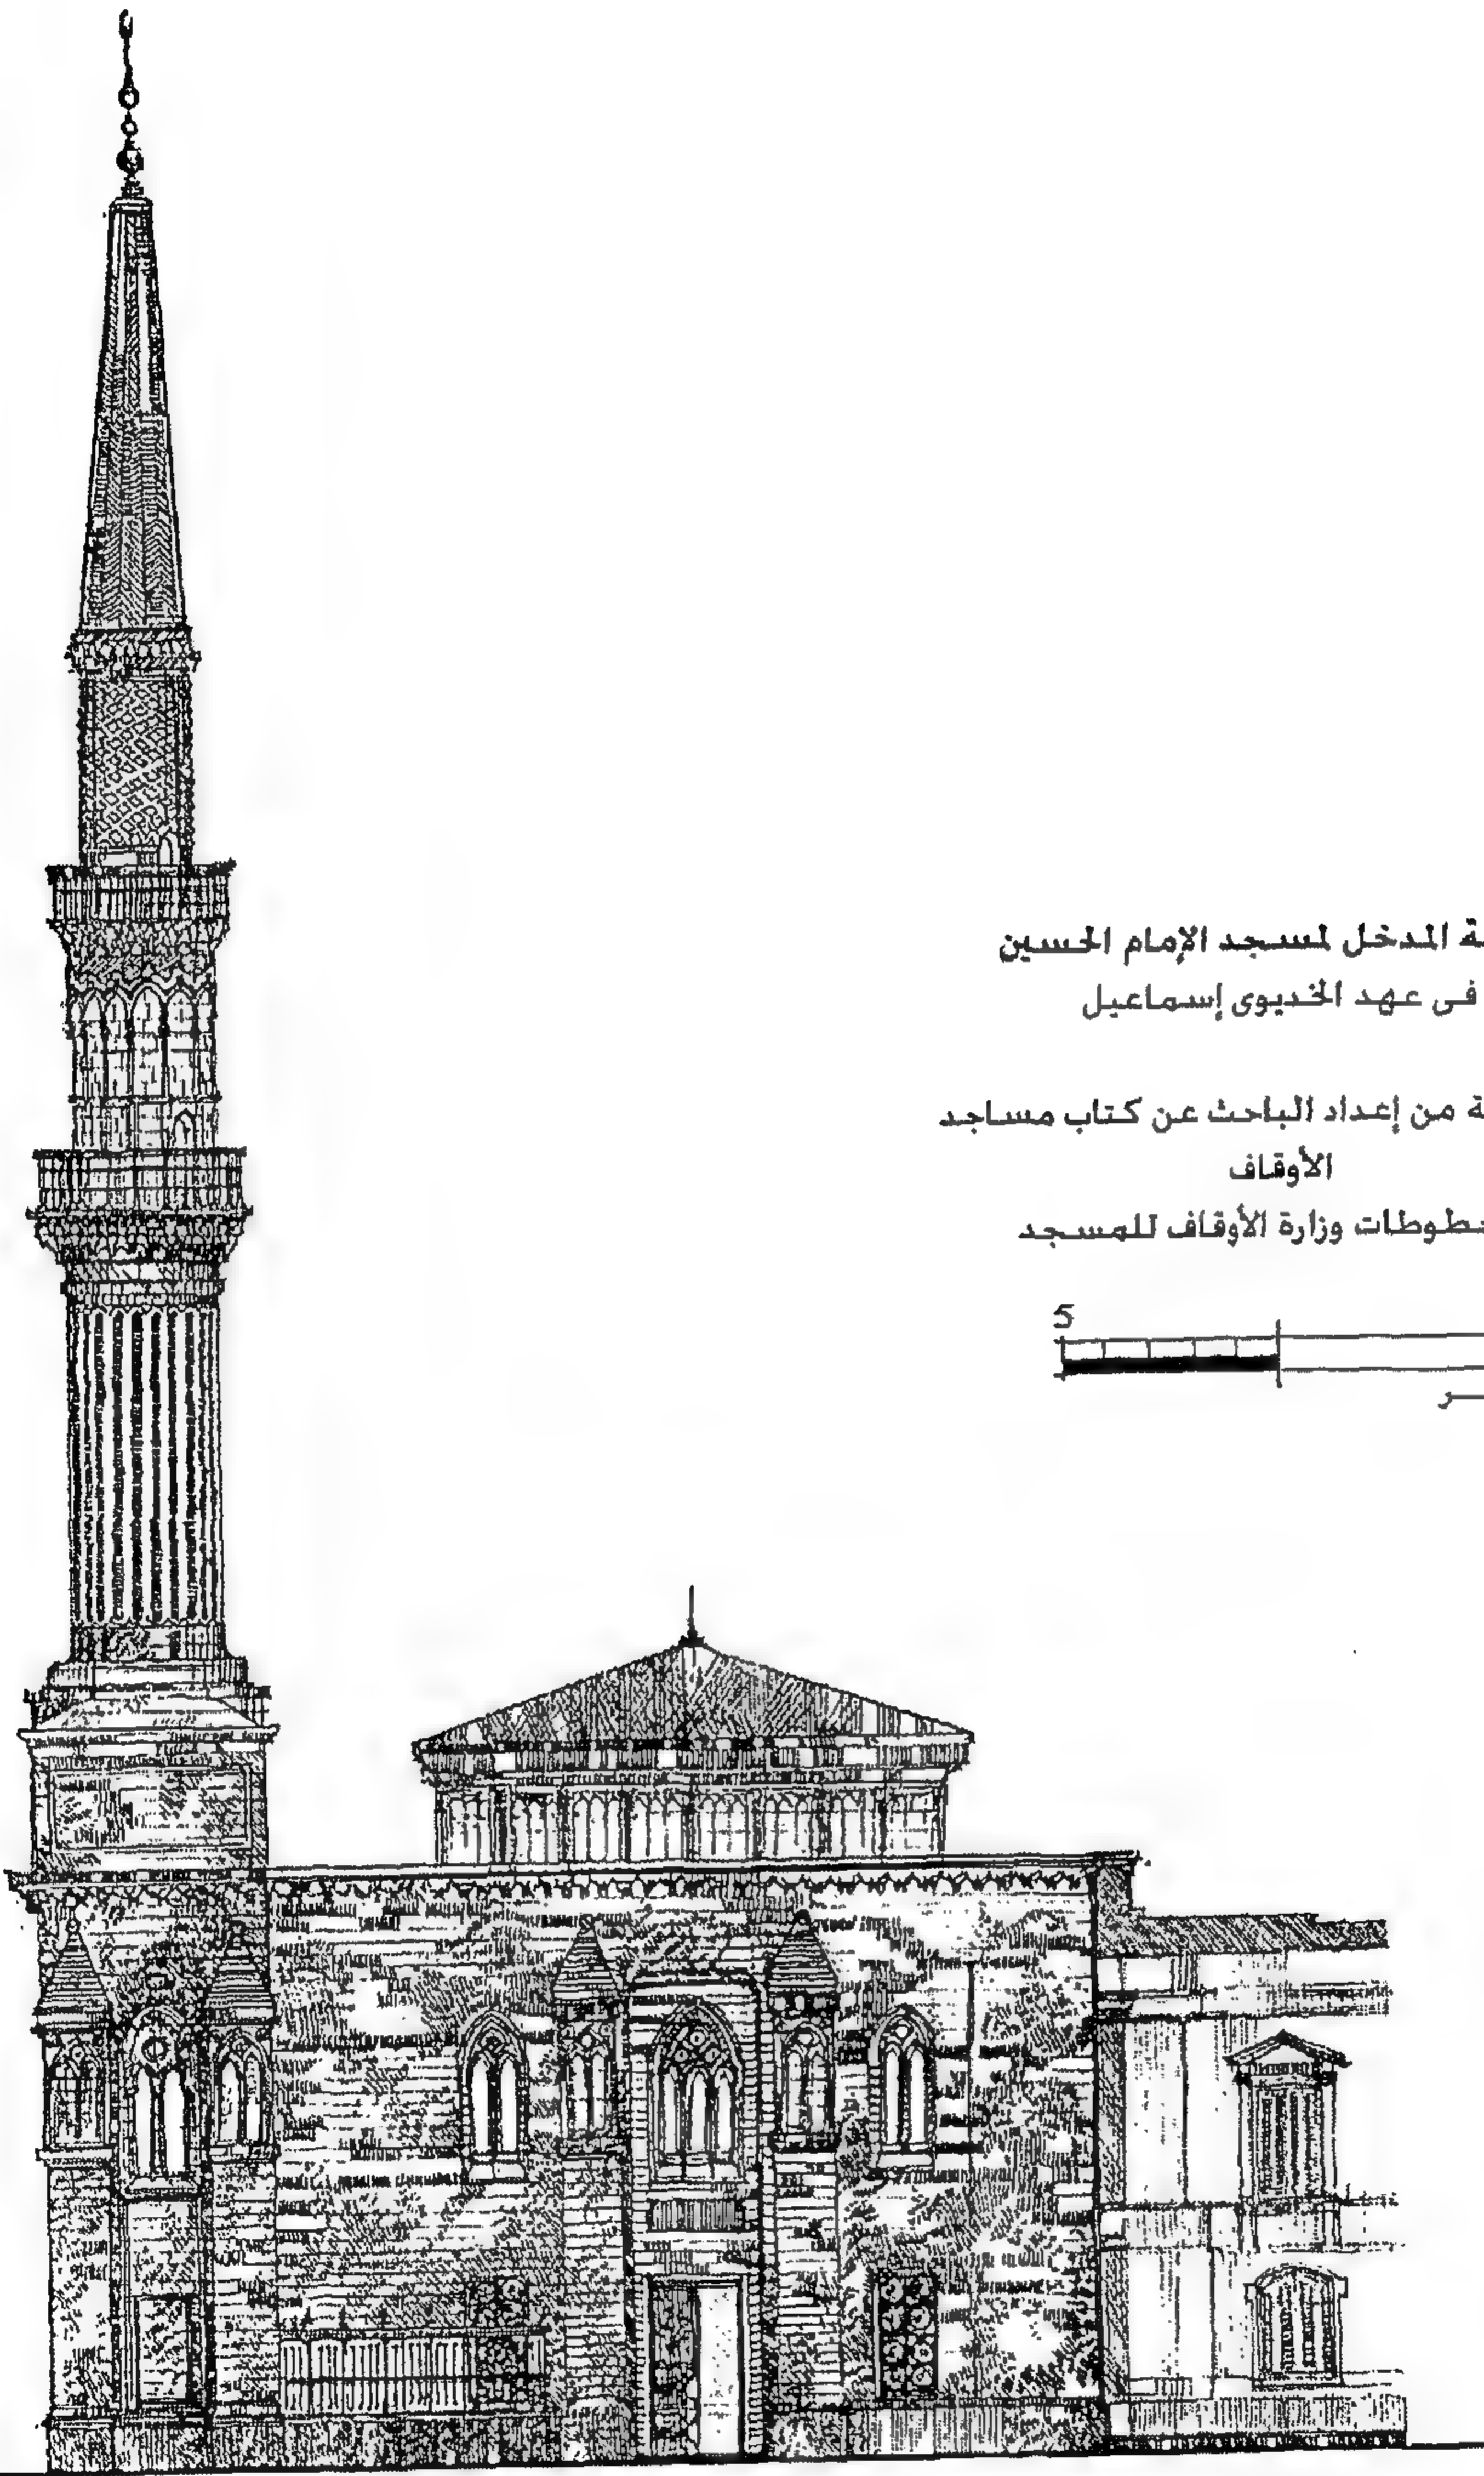 المدخل لمسجد الإمام الحسين
فى عهد الخديوى إسماعيل
من إعداد الباحث عن كتاب مساجد
الأوقاف
وزارة الأوقاف للمسجد
5